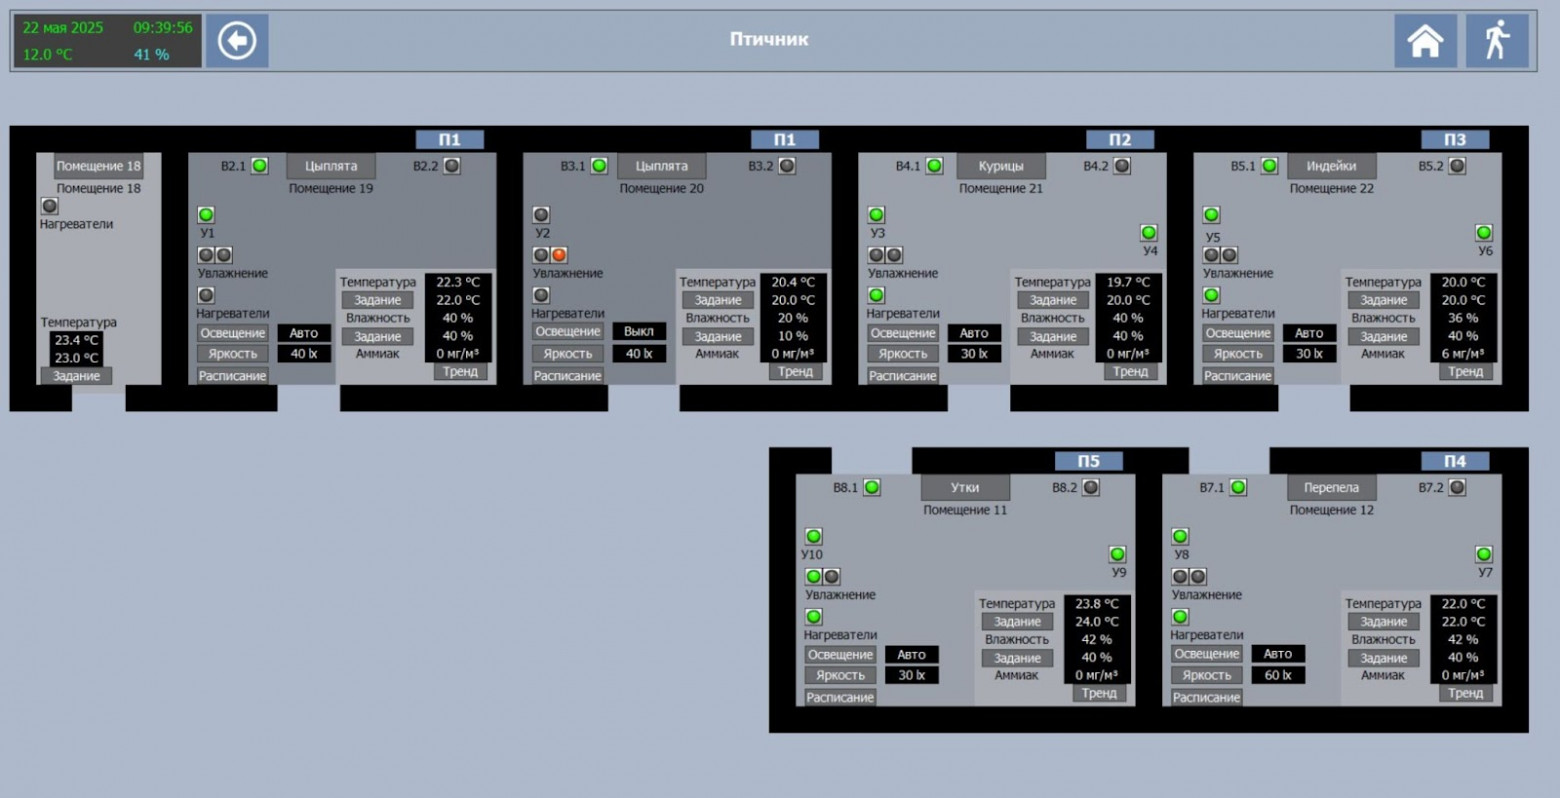 22 мая 2025 09:39:56
12.0 °C 41 %
Птичник
П1
Помещение 18
Помещение 18
Нагреватели
Температура
23.4 °C
23.0 °C
Задание
В2.1 Цыплята В2.2
Помещение 19
У1
Увлажнение
Нагреватели
Освещение Авто
Яркость 40 lx
Расписание
Температура 22.3 °C
Задание 22.0 °C
Влажность 40 %
Задание 40 %
Аммиак 0 мг/м³
Тренд
П1
В3.1 Цыплята В3.2
Помещение 20
У2
Увлажнение
Нагреватели
Освещение Выкл
Яркость 40 lx
Расписание
Температура 20.4 °C
Задание 20.0 °C
Влажность 20 %
Задание 10 %
Аммиак 0 мг/м³
Тренд
П2
В4.1 Курицы В4.2
Помещение 21
У3
У4
Увлажнение
Нагреватели
Освещение Авто
Яркость 30 lx
Расписание
Температура 19.7 °C
Задание 20.0 °C
Влажность 40 %
Задание 40 %
Аммиак 0 мг/м³
Тренд
П3
В5.1 Индейки В5.2
Помещение 22
У5
У6
Увлажнение
Нагреватели
Освещение Авто
Яркость 30 lx
Расписание
Температура 20.0 °C
Задание 20.0 °C
Влажность 36 %
Задание 40 %
Аммиак 6 мг/м³
Тренд
П5
В8.1 Утки В8.2
Помещение 11
У10
У9
Увлажнение
Нагреватели
Освещение Авто
Яркость 30 lx
Расписание
Температура 23.8 °C
Задание 24.0 °C
Влажность 42 %
Задание 40 %
Аммиак 0 мг/м³
Тренд
П4
В7.1 Перепела В7.2
Помещение 12
У8
У7
Увлажнение
Нагреватели
Освещение Авто
Яркость 60 lx
Расписание
Температура 22.0 °C
Задание 22.0 °C
Влажность 42 %
Задание 40 %
Аммиак 0 мг/м³
Тренд